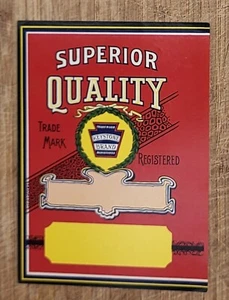 SUPERIOR
QUALITY
TRADE
MARK
KEYSTONE
BRAND
REGISTERED